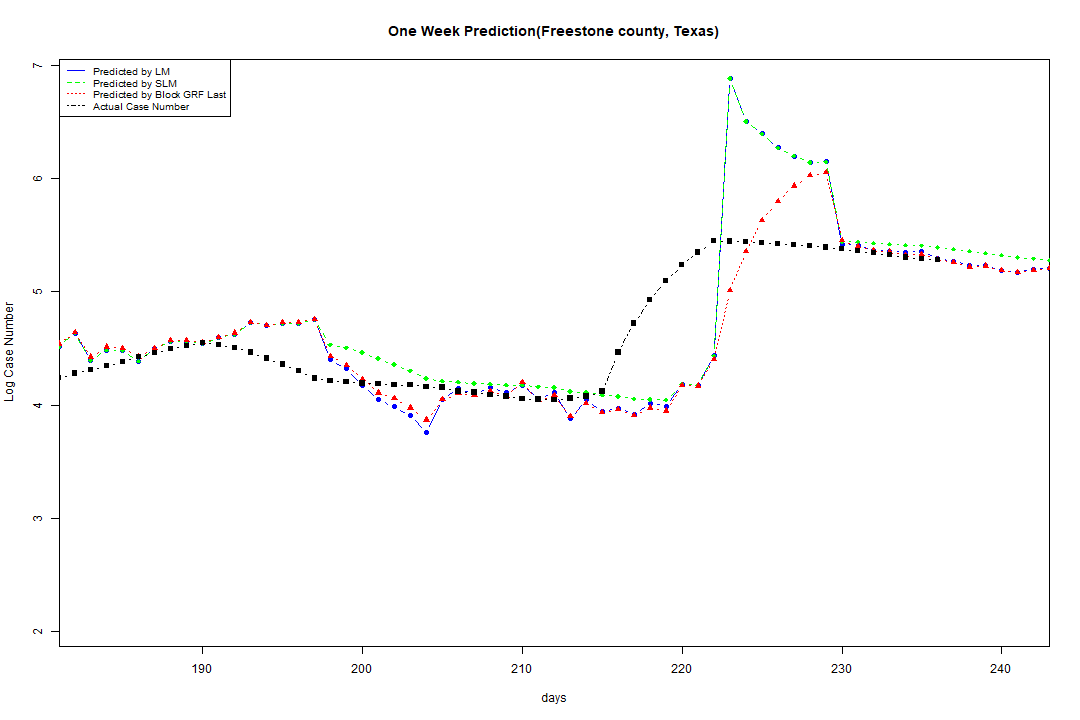 One Week Prediction(Freestone county, Texas)
Predicted by LM
Predicted by SLM
Predicted by Block GRF Last
Actual Case Number
7
6
5
4
3
2
Log Case Number
190 200 210 220 230 240
days